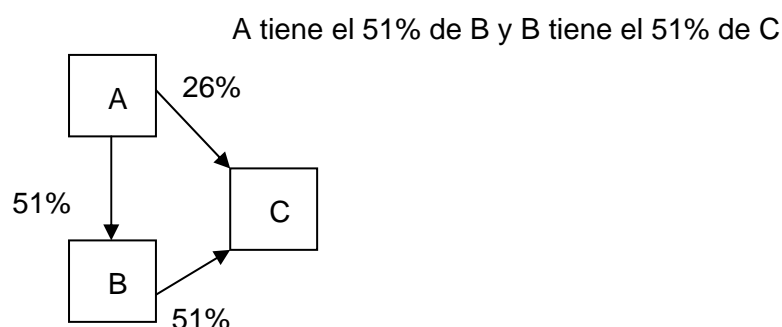 A tiene el 51% de B y B tiene el 51% de C
A
26%
51%
C
B
51%